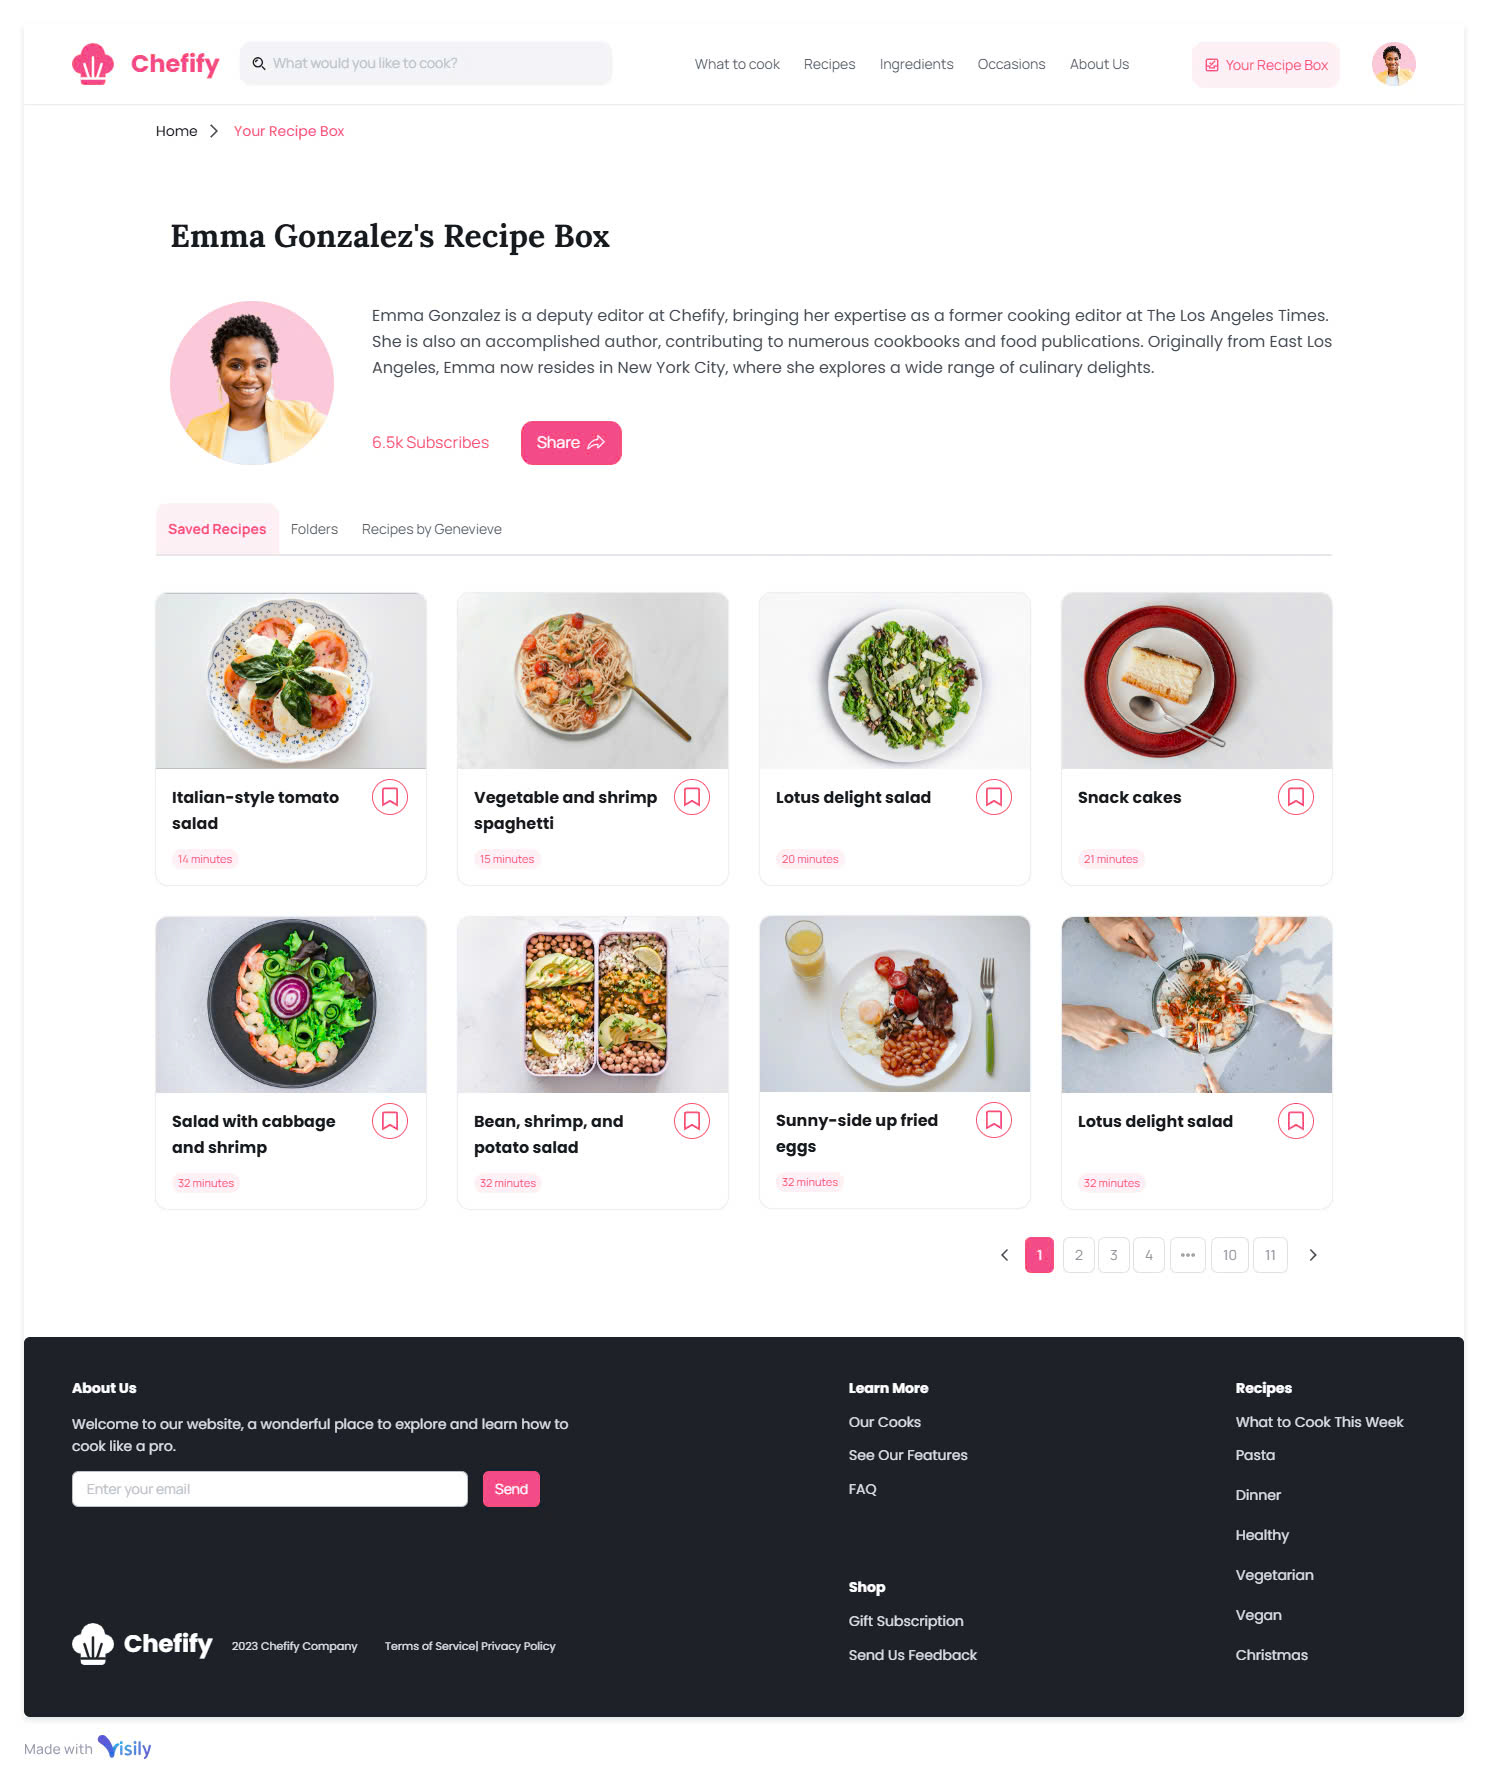 Chefify
What would you like to cook?
What to cook
Recipes
Ingredients
Occasions
About Us
Your Recipe Box
Home
Your Recipe Box
Emma Gonzalez's Recipe Box
Emma Gonzalez is a deputy editor at Chefify, bringing her expertise as a former cooking editor at The Los Angeles Times.
She is also an accomplished author, contributing to numerous cookbooks and food publications. Originally from East Los
Angeles, Emma now resides in New York City, where she explores a wide range of culinary delights.
6.5k Subscribes
Share
Saved Recipes
Folders
Recipes by Genevieve
Italian-style tomato
salad
14 minutes
Vegetable and shrimp
spaghetti
15 minutes
Lotus delight salad
20 minutes
Snack cakes
21 minutes
Salad with cabbage
and shrimp
32 minutes
Bean, shrimp, and
potato salad
32 minutes
Sunny-side up fried
eggs
32 minutes
Lotus delight salad
32 minutes
1
2
3
4
•••
10
11
About Us
Welcome to our website, a wonderful place to explore and learn how to
cook like a pro.
Enter your email
Send
Chefify
2023 Chefify Company
Terms of Service| Privacy Policy
Learn More
Our Cooks
See Our Features
FAQ
Shop
Gift Subscription
Send Us Feedback
Recipes
What to Cook This Week
Pasta
Dinner
Healthy
Vegetarian
Vegan
Christmas
Made with Visily